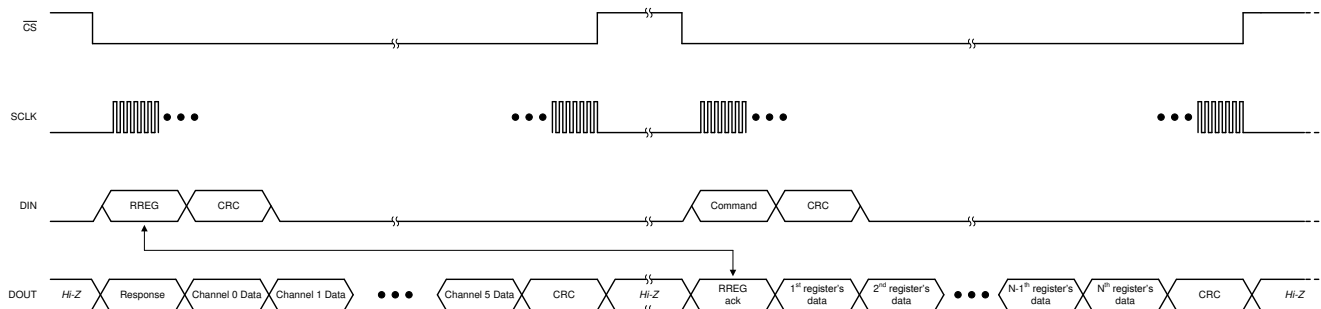 CS
SCLK
DIN
RREG
CRC
Command
CRC
DOUT
Hi-Z
Response
Channel 0 Data
Channel 1 Data
Channel 5 Data
CRC
Hi-Z
RREG
ack
1st register's
data
2nd register's
data
N-1th register's
data
Nth register's
data
CRC
Hi-Z